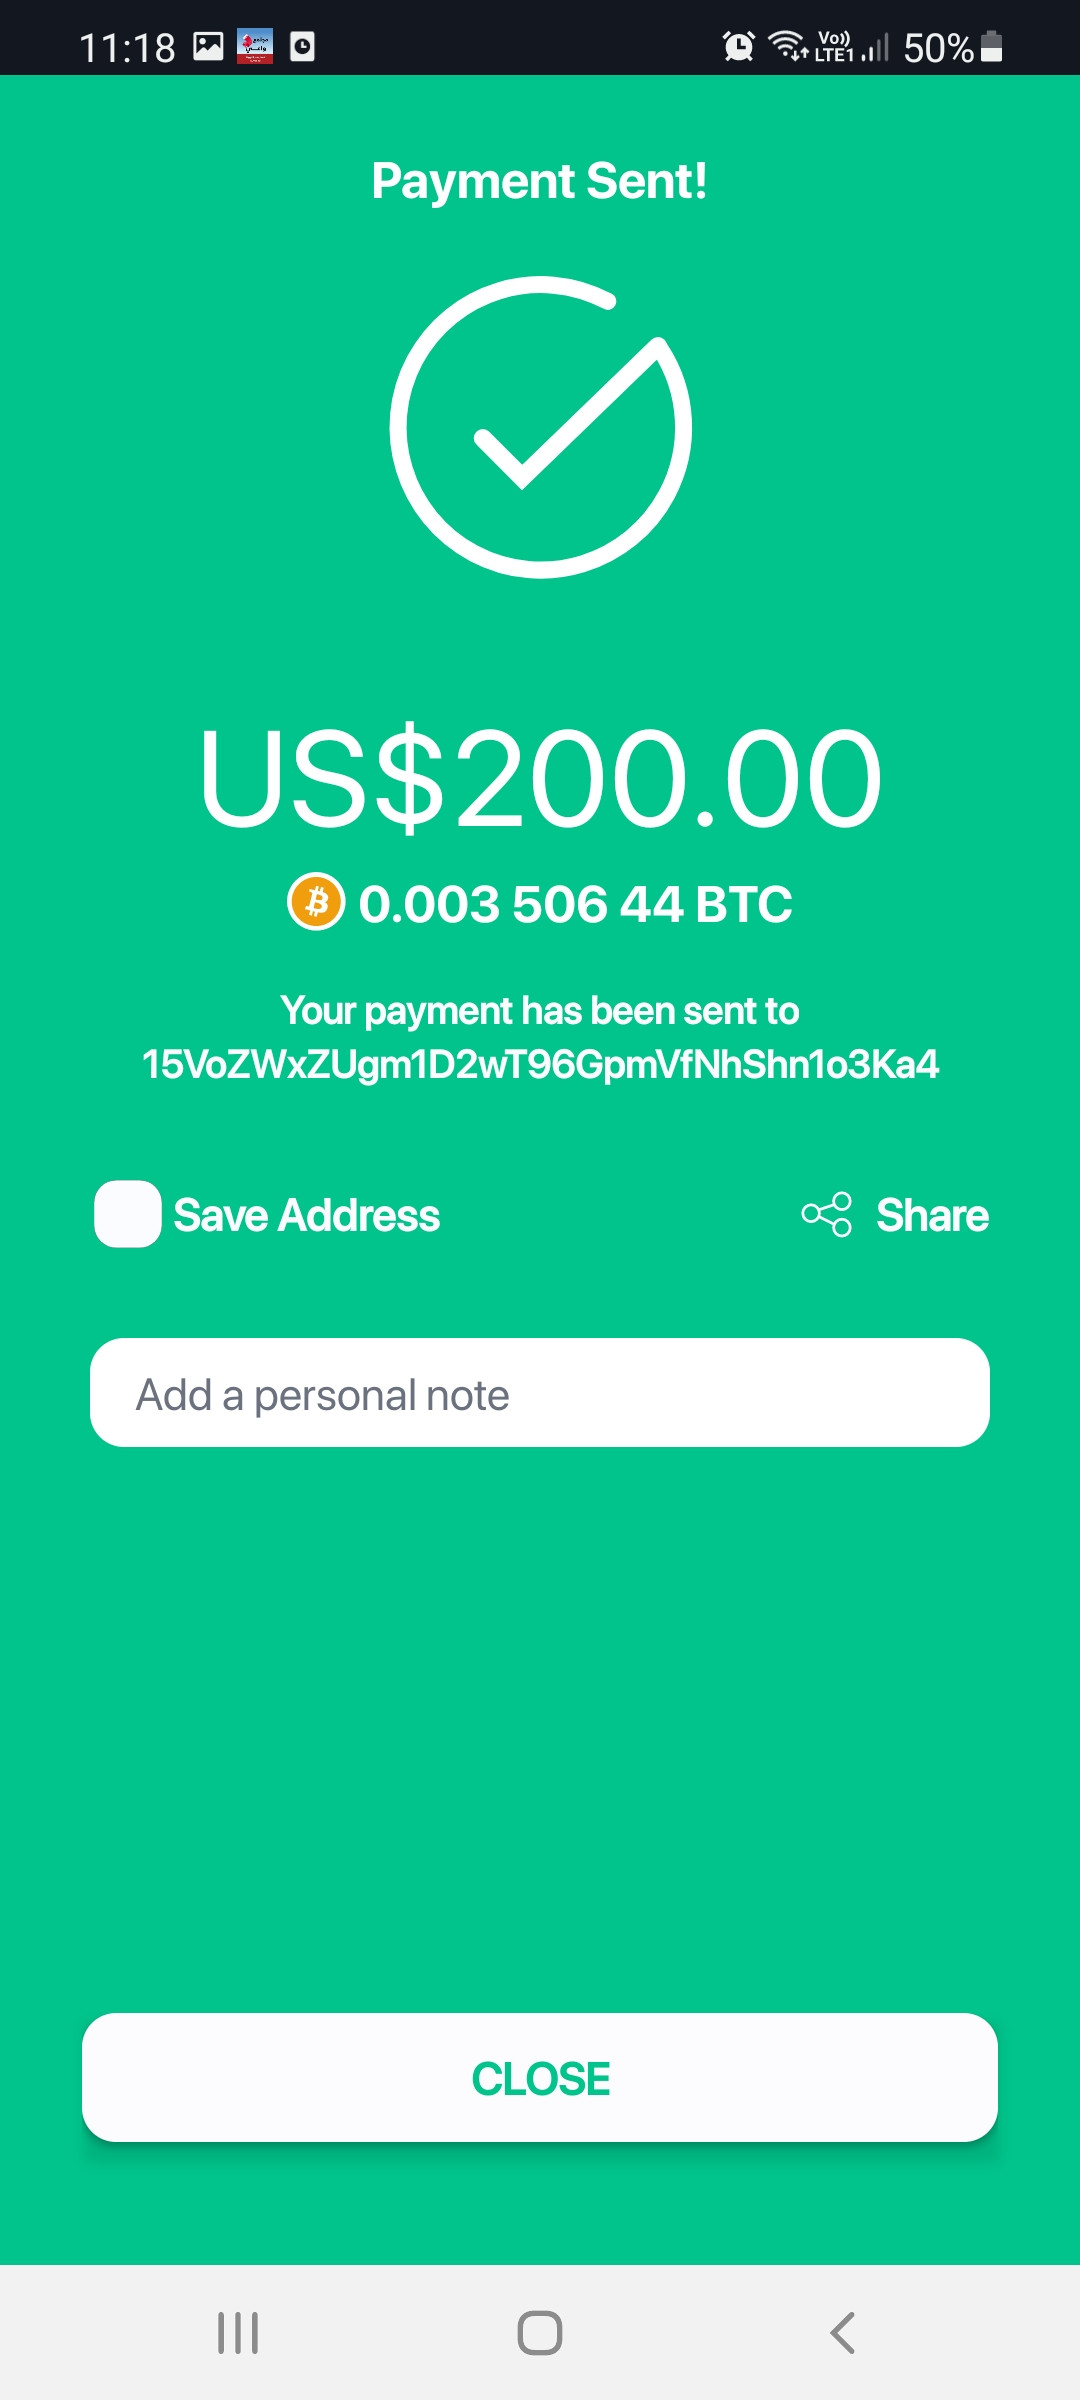 11:18
Vo))
LTE1
50%
Payment Sent!
US$200.00
0.003 506 44 BTC
Your payment has been sent to
15VoZWxZUgm1D2wT96GpmVfNhShn1o3Ka4
Save Address
Share
Add a personal note
CLOSE